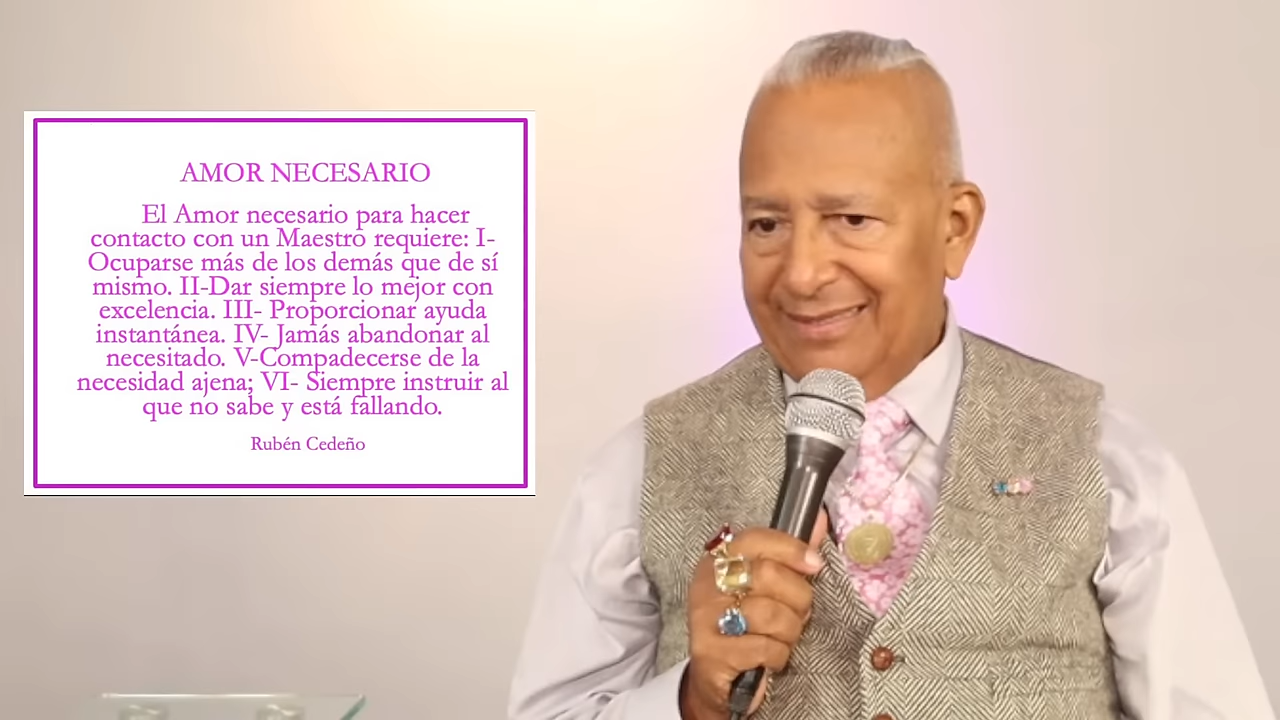 AMOR NECESARIO
El Amor necesario para hacer
contacto con un Maestro requiere: I-
Ocuparse más de los demás que de sí
mismo. II-Dar siempre lo mejor con
excelencia. III- Proporcionar ayuda
instantánea. IV- Jamás abandonar al
necesitado. V-Compadecerse de la
necesidad ajena; VI- Siempre instruir al
que no sabe y está fallando.
Rubén Cedeño